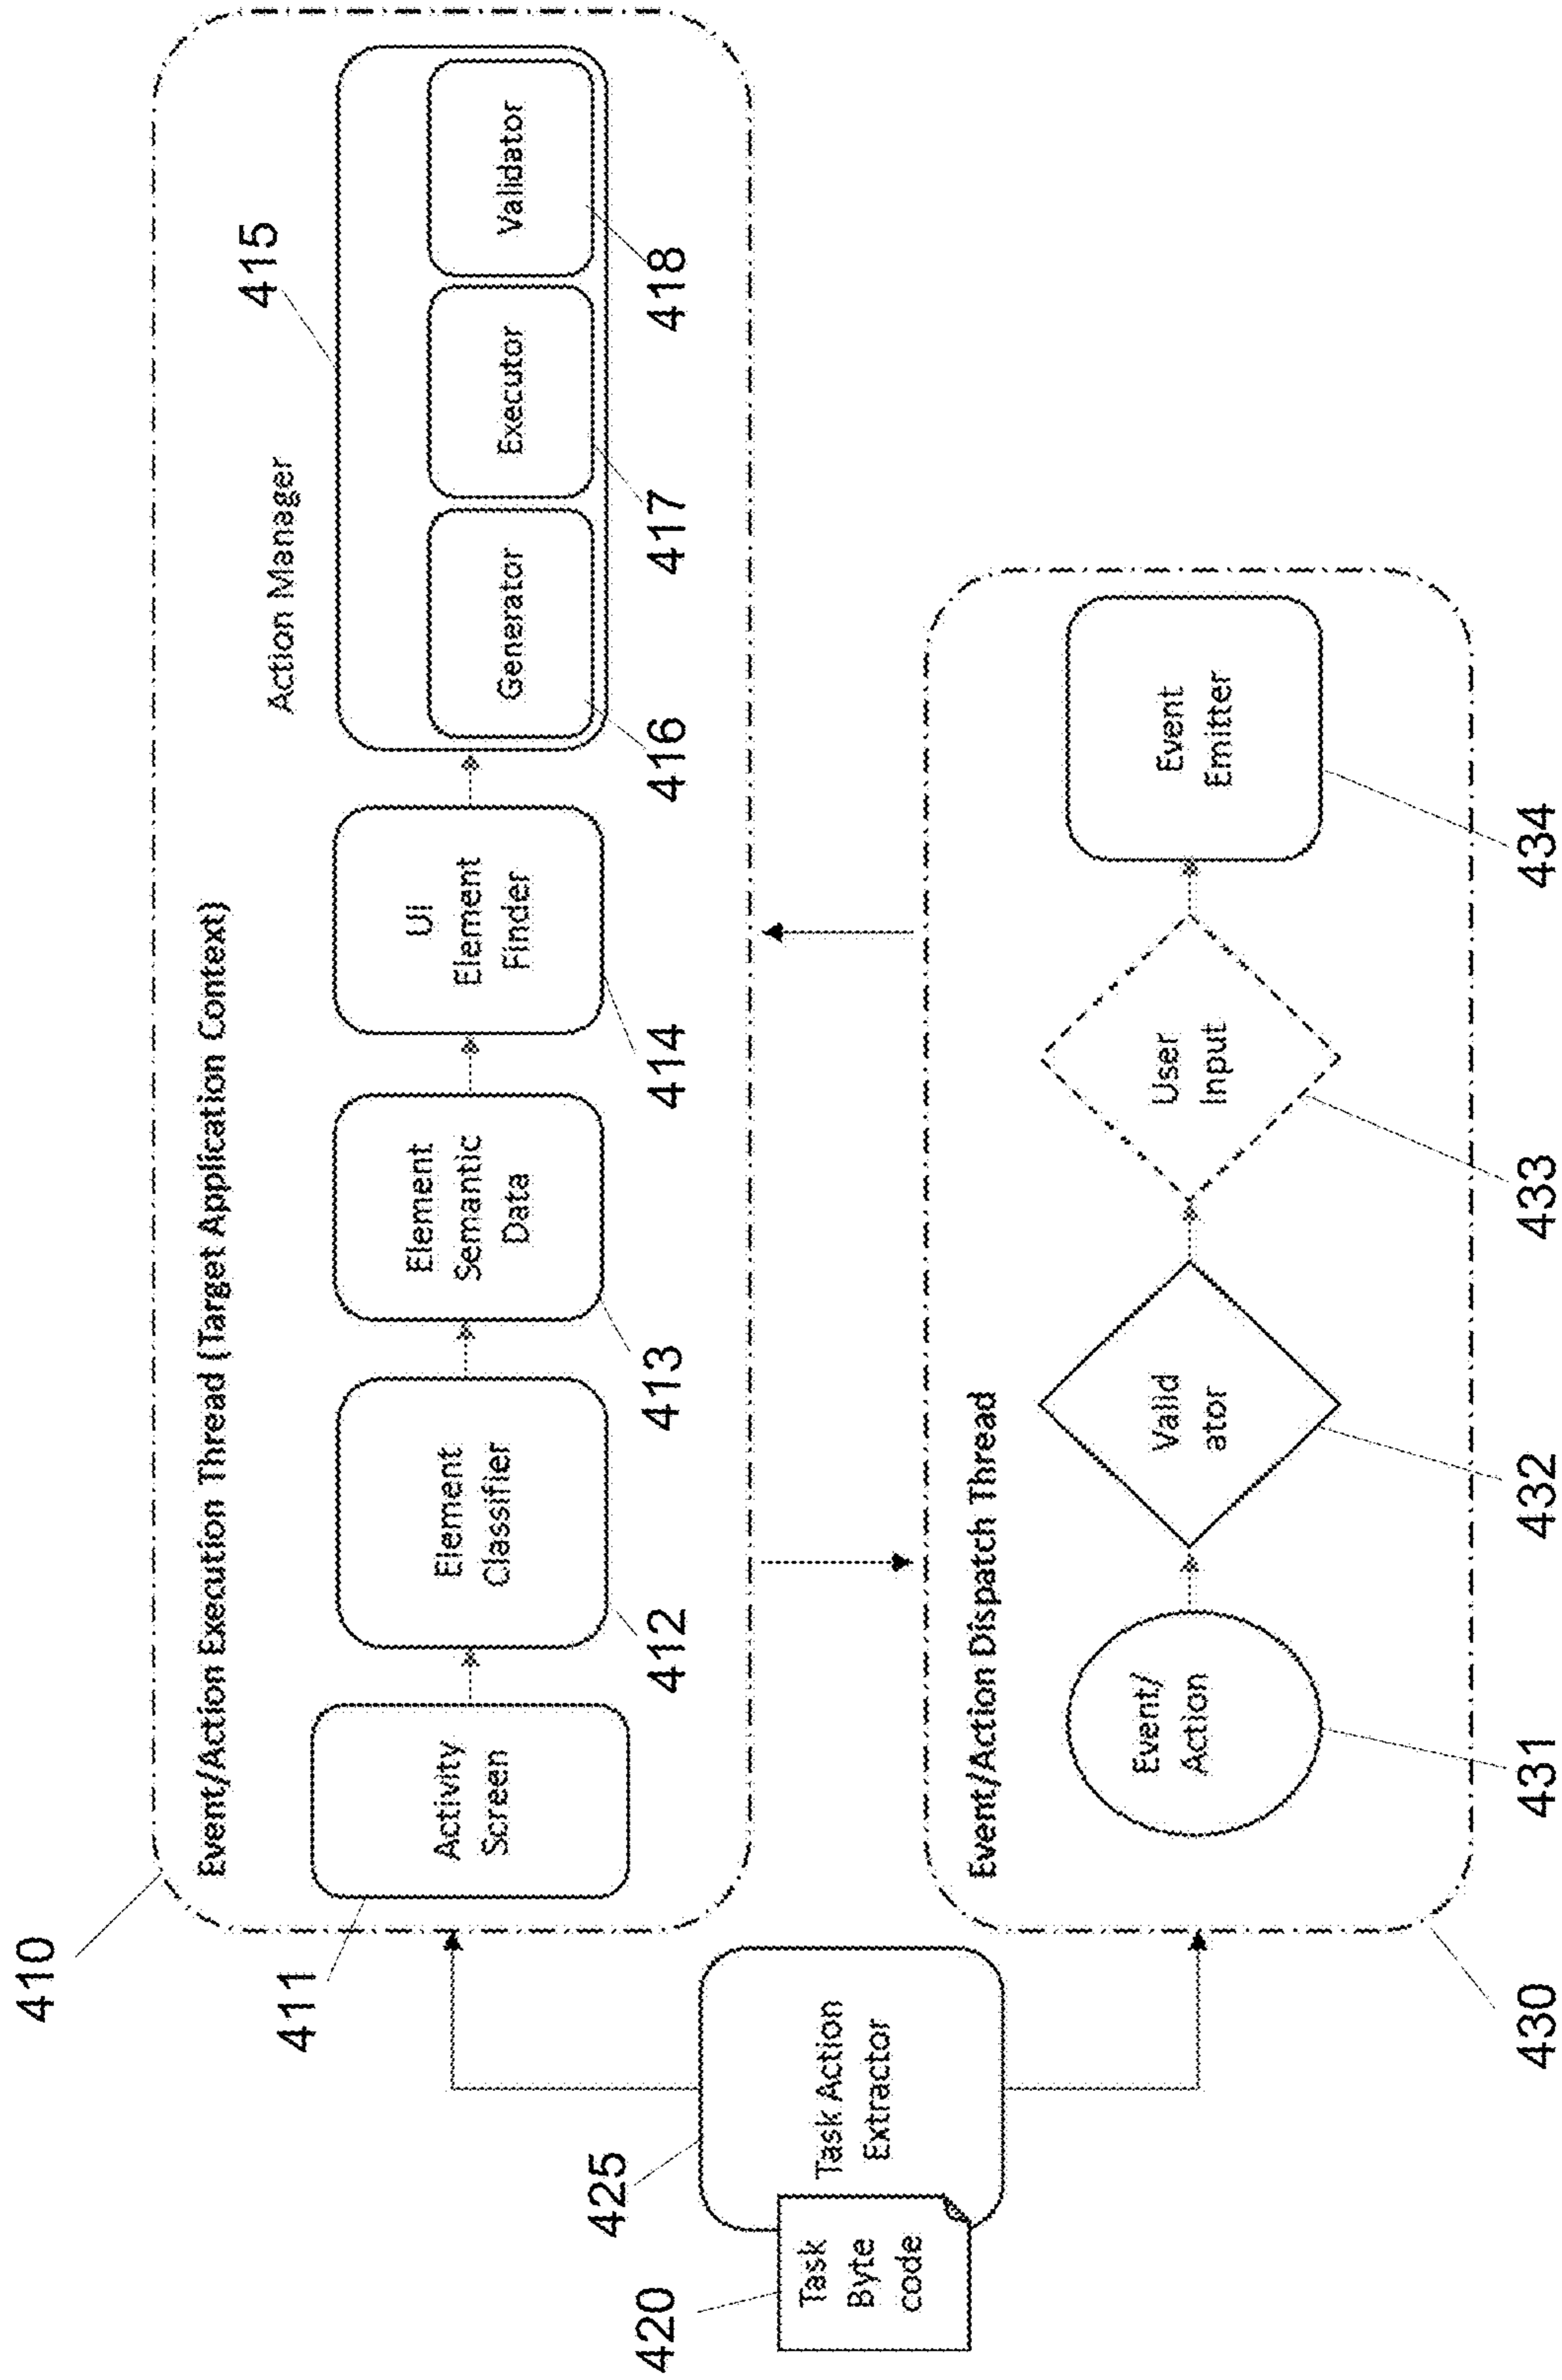 410
Event/Action Execution Thread (Target Application Context)
Action Manager
415
411
Activity
Screen
412
Element
Classifier
413
Element
Semantic
Data
414
UI
Element
Finder
416
Generator
417
Executor
418
Validator
420
Task
Byte
code
425
Task Action
Extractor
430
Event/Action Dispatch Thread
431
Event/
Action
432
Valid
ator
433
User
Input
434
Event
Emitter